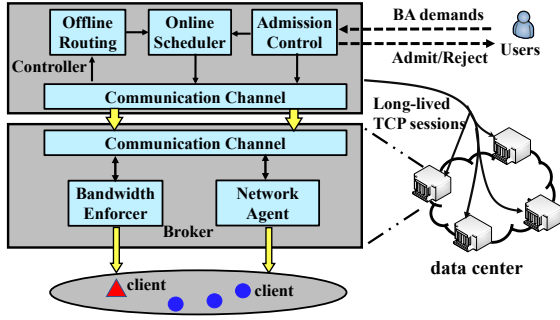 Offline
Routing
Online
Scheduler
Admission
Control
BA demands
Admit/Reject
Users
Controller
Communication Channel
Long-lived
TCP sessions
Communication Channel
Bandwidth
Enforcer
Network
Agent
Broker
data center
client
client